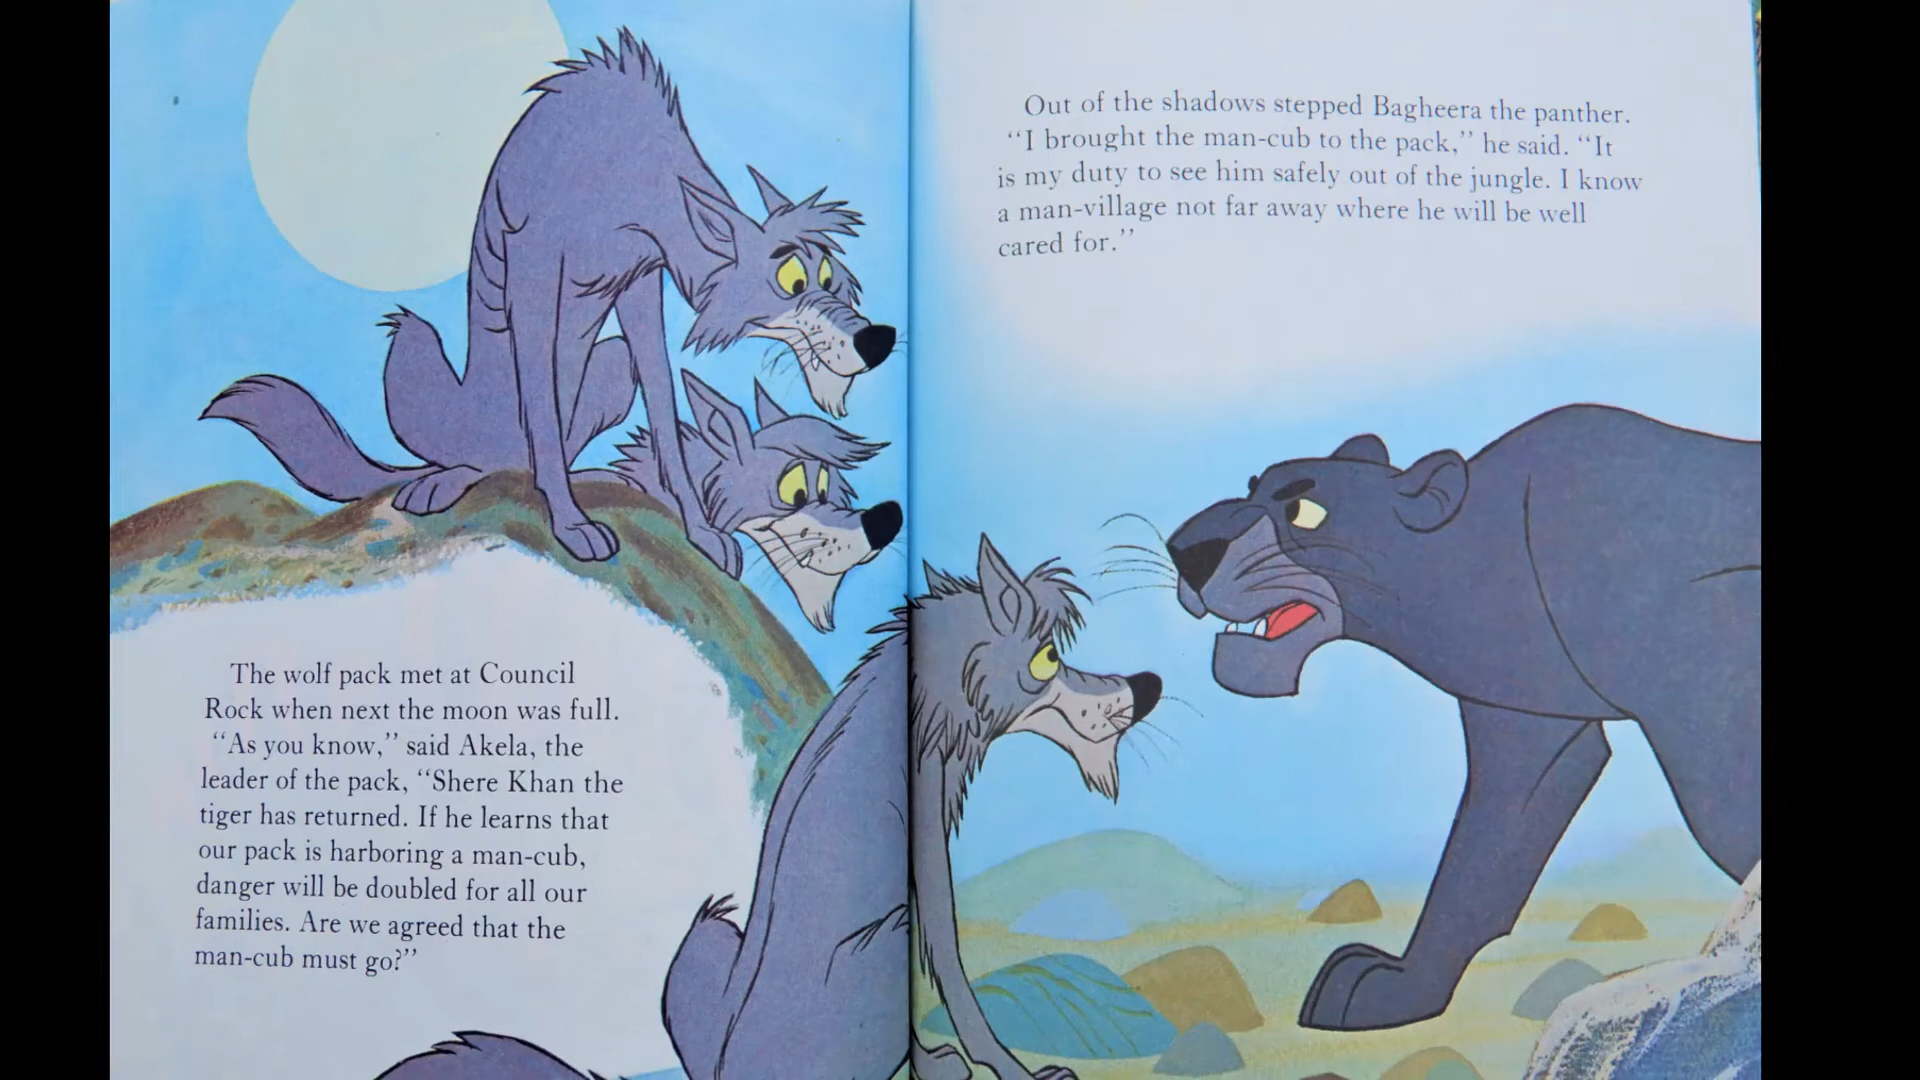 The wolf pack met at Council
Rock when next the moon was full.
“As you know,” said Akela, the
leader of the pack, “Shere Khan the
tiger has returned. If he learns that
our pack is harboring a man-cub,
danger will be doubled for all our
families. Are we agreed that the
man-cub must go?”
Out of the shadows stepped Bagheera the panther.
“I brought the man-cub to the pack,” he said. “It
is my duty to see him safely out of the jungle. I know
a man-village not far away where he will be well
cared for.”